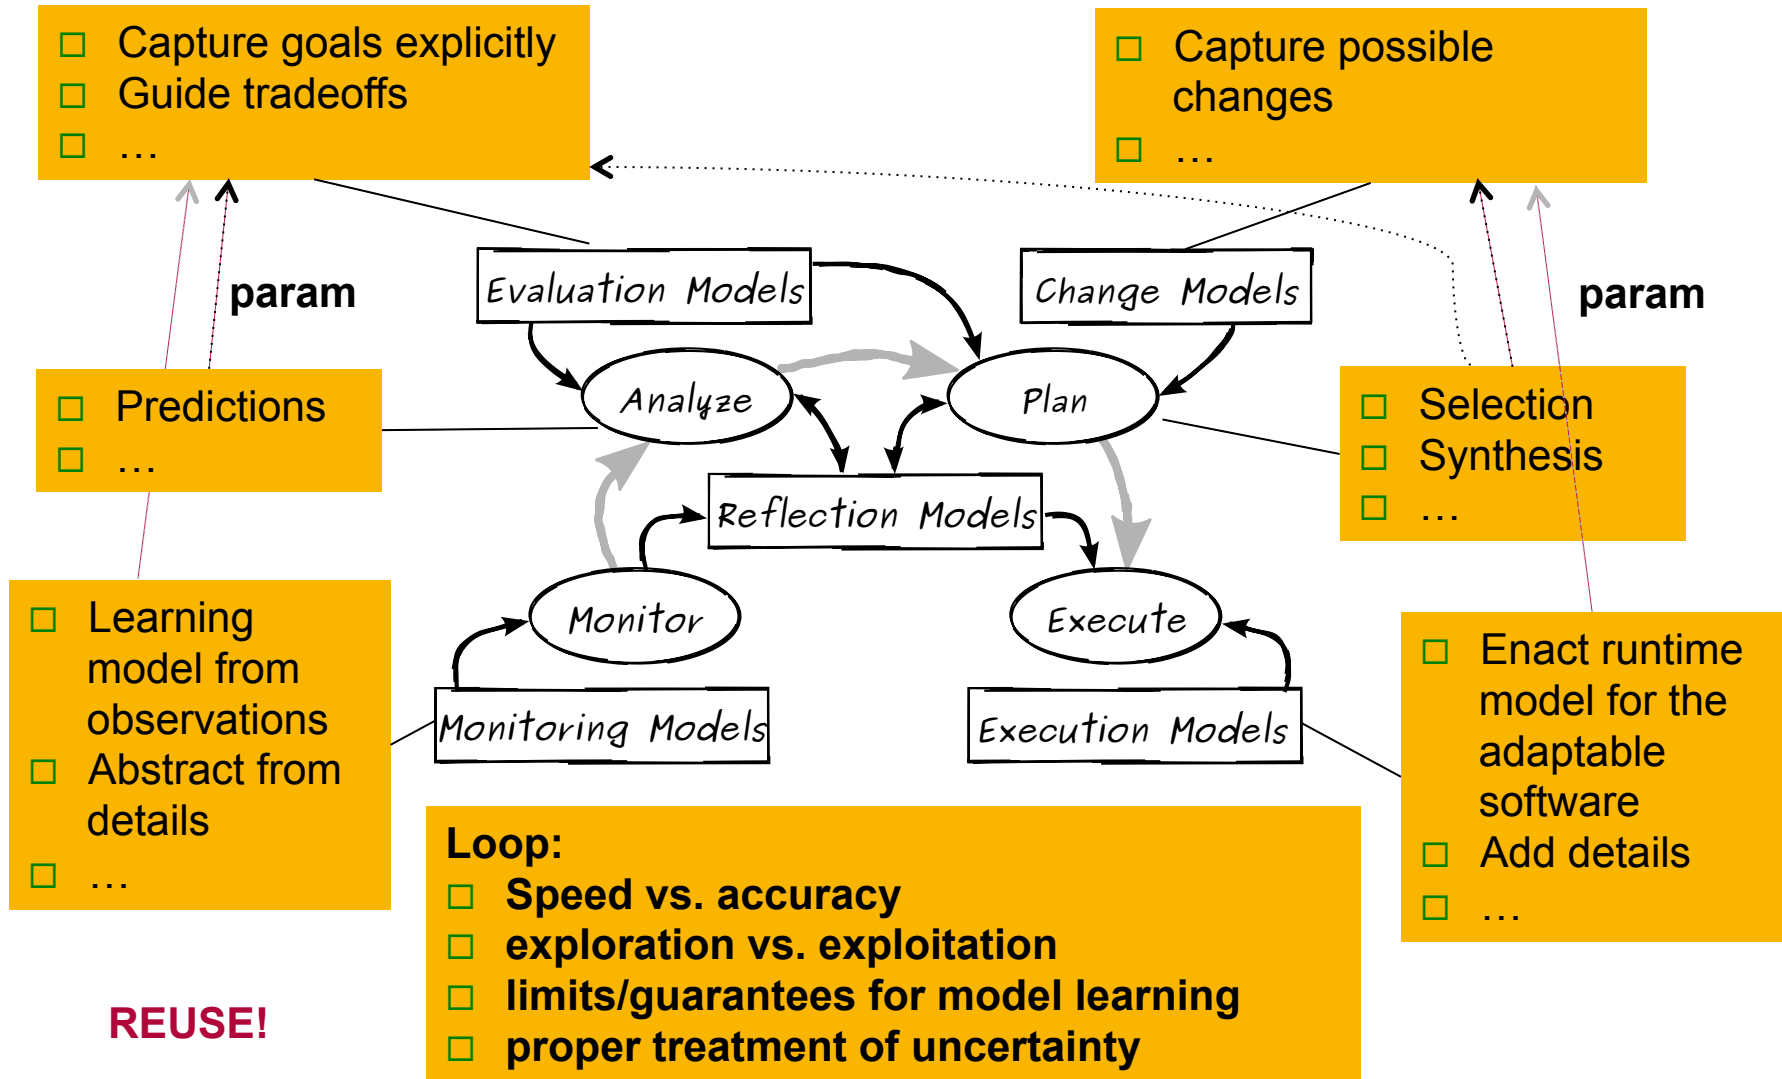 □ Capture goals explicitly
□ Guide tradeoffs
□ …
□ Capture possible
changes
□ …
param
param
Evaluation Models
Change Models
Analyze
Plan
□ Predictions
□ …
□ Selection
□ Synthesis
□ …
Reflection Models
Monitor
Execute
□ Learning
model from
observations
□ Abstract from
details
□ …
Monitoring Models
Execution Models
□ Enact runtime
model for the
adaptable
software
□ Add details
□ …
Loop:
□ Speed vs. accuracy
□ exploration vs. exploitation
□ limits/guarantees for model learning
□ proper treatment of uncertainty
REUSE!